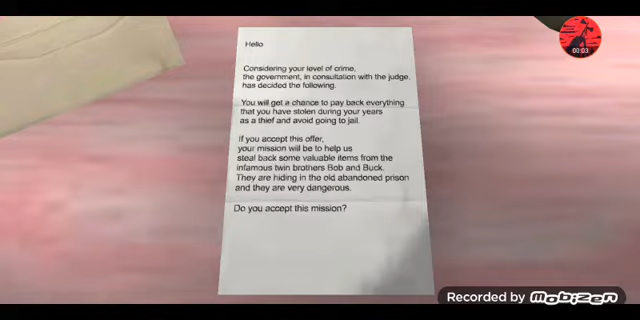 00:03
Hello
Considering your level of crime,
the government, in consultation with the judge,
has decided the following.
You will get a chance to pay back everything
that you have stolen during your years
as a thief and avoid going to jail.
If you accept this offer,
your mission will be to help us
steal back some valuable items from the
infamous twin brothers Bob and Buck.
They are hiding in the old abandoned prison
and they are very dangerous.
Do you accept this mission?
Recorded by Mobizen